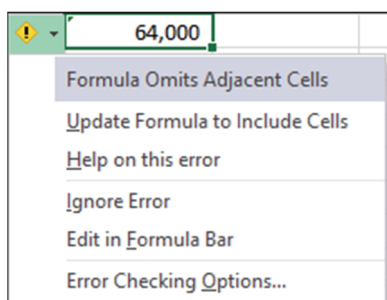 64,000
Formula Omits Adjacent Cells
Update Formula to Include Cells
Help on this error
Ignore Error
Edit in Formula Bar
Error Checking Options...